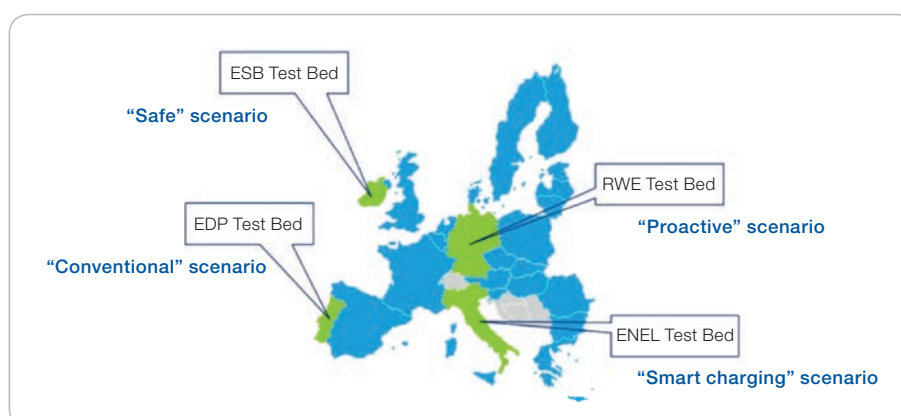 ESB Test Bed
“Safe” scenario
RWE Test Bed
“Proactive” scenario
EDP Test Bed
“Conventional” scenario
ENEL Test Bed
“Smart charging” scenario